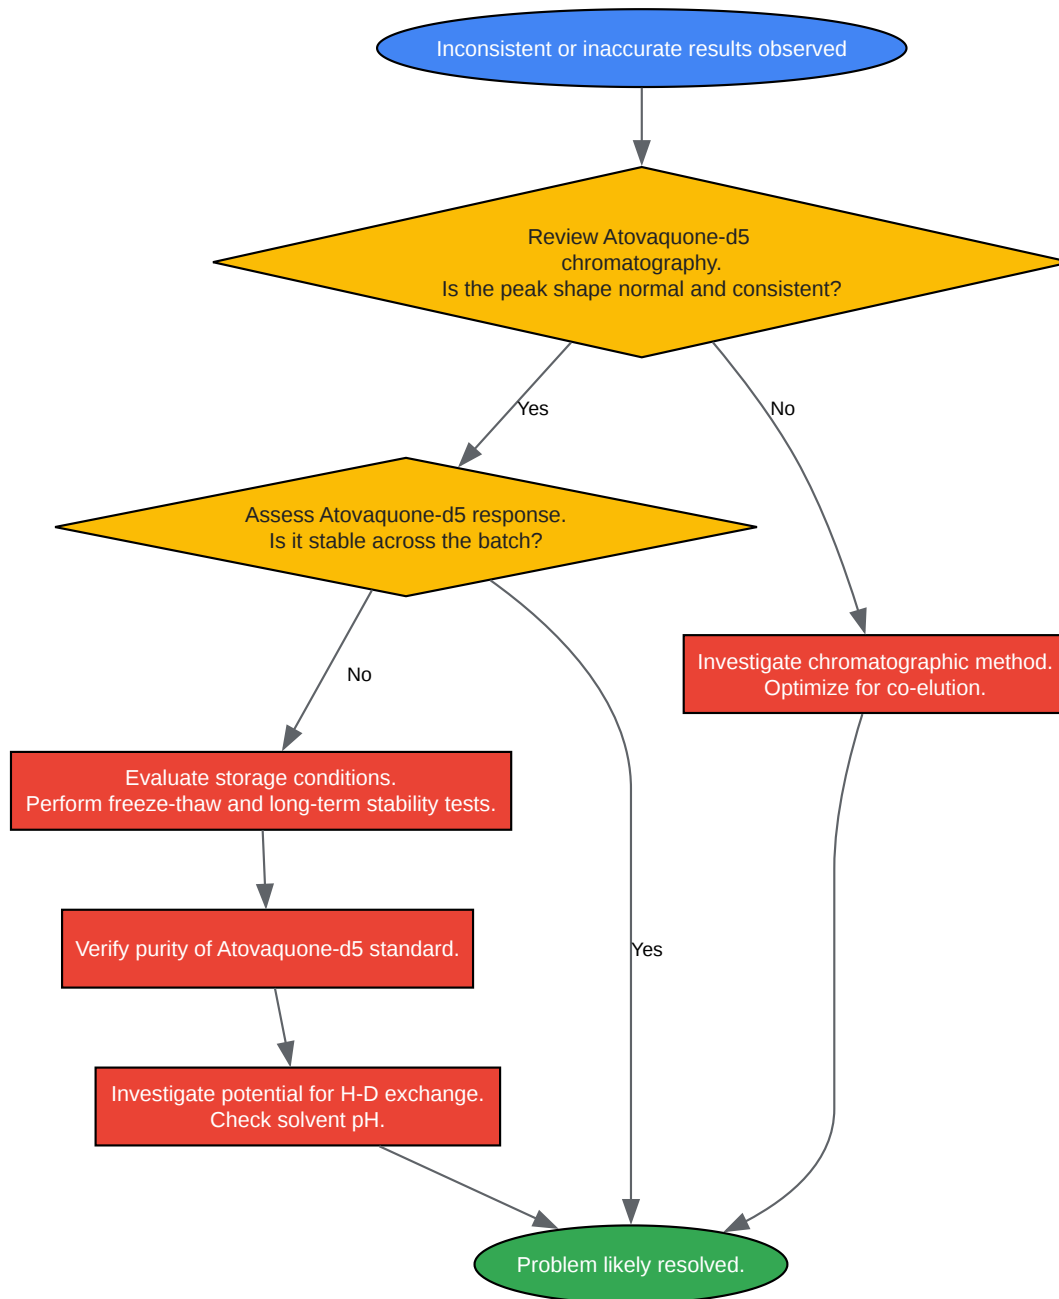 Inconsistent or inaccurate results observed
Review Atovaquone-d5
chromatography.
Is the peak shape normal and consistent?
Yes
No
Assess Atovaquone-d5 response.
Is it stable across the batch?
Investigate chromatographic method.
Optimize for co-elution.
No
Evaluate storage conditions.
Perform freeze-thaw and long-term stability tests.
Verify purity of Atovaquone-d5 standard.
Yes
Investigate potential for H-D exchange.
Check solvent pH.
Problem likely resolved.